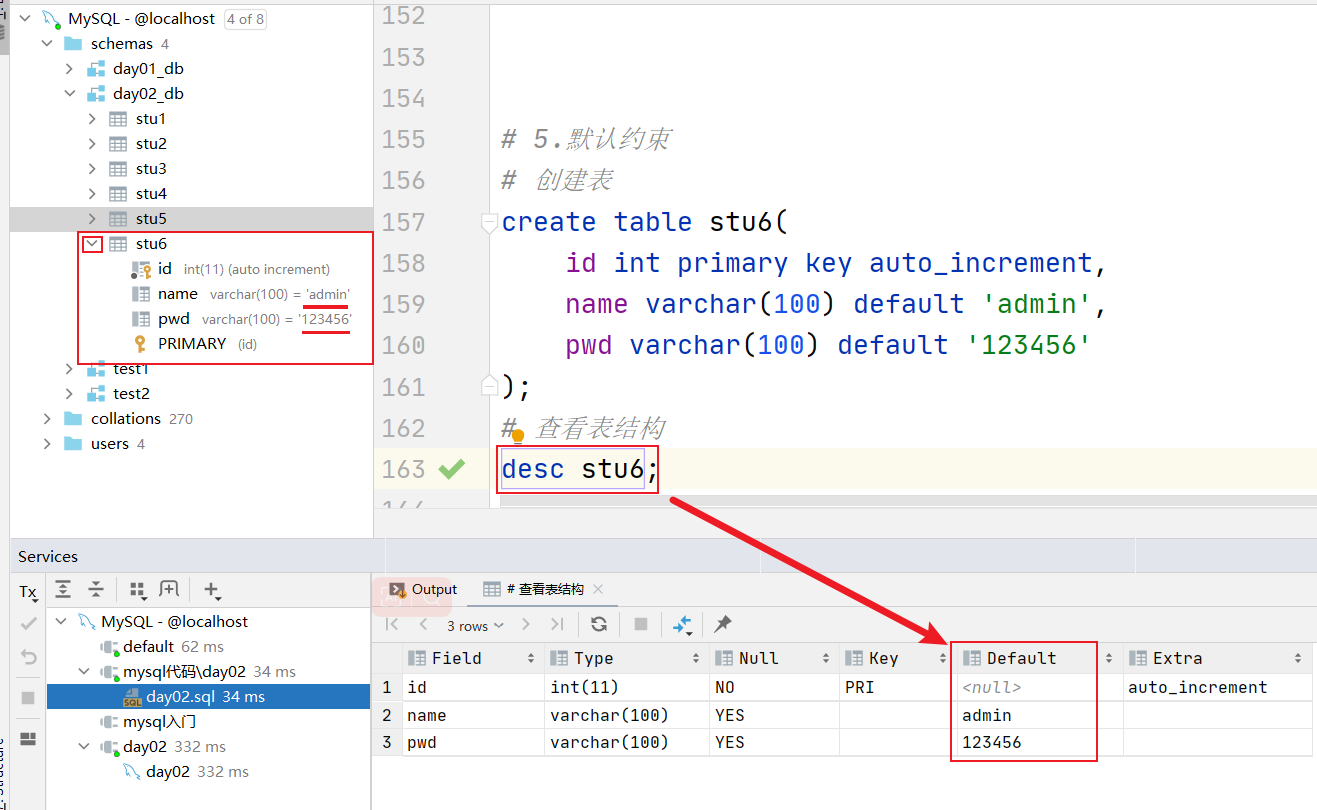 MySQL - @localhost 4 of 8
schemas 4
day01_db
day02_db
stu1
stu2
stu3
stu4
stu5
stu6
id int(11) (auto increment)
name varchar(100) = 'admin'
pwd varchar(100) = '123456'
PRIMARY (id)
test1
test2
collations 270
users 4
152
153
154
155 # 5.默认约束
156 # 创建表
157 create table stu6(
158 id int primary key auto_increment,
159 name varchar(100) default 'admin',
160 pwd varchar(100) default '123456'
161 );
162 # 查看表结构
163 desc stu6;
Services
Tx
MySQL - @localhost
default 62 ms
mysql代码\day02 34 ms
day02.sql 34 ms
mysql入门
day02 332 ms
day02 332 ms
Output # 查看表结构
3 rows
Field Type Null Key Default Extra
1 id int(11) NO PRI <null> auto_increment
2 name varchar(100) YES admin
3 pwd varchar(100) YES 123456